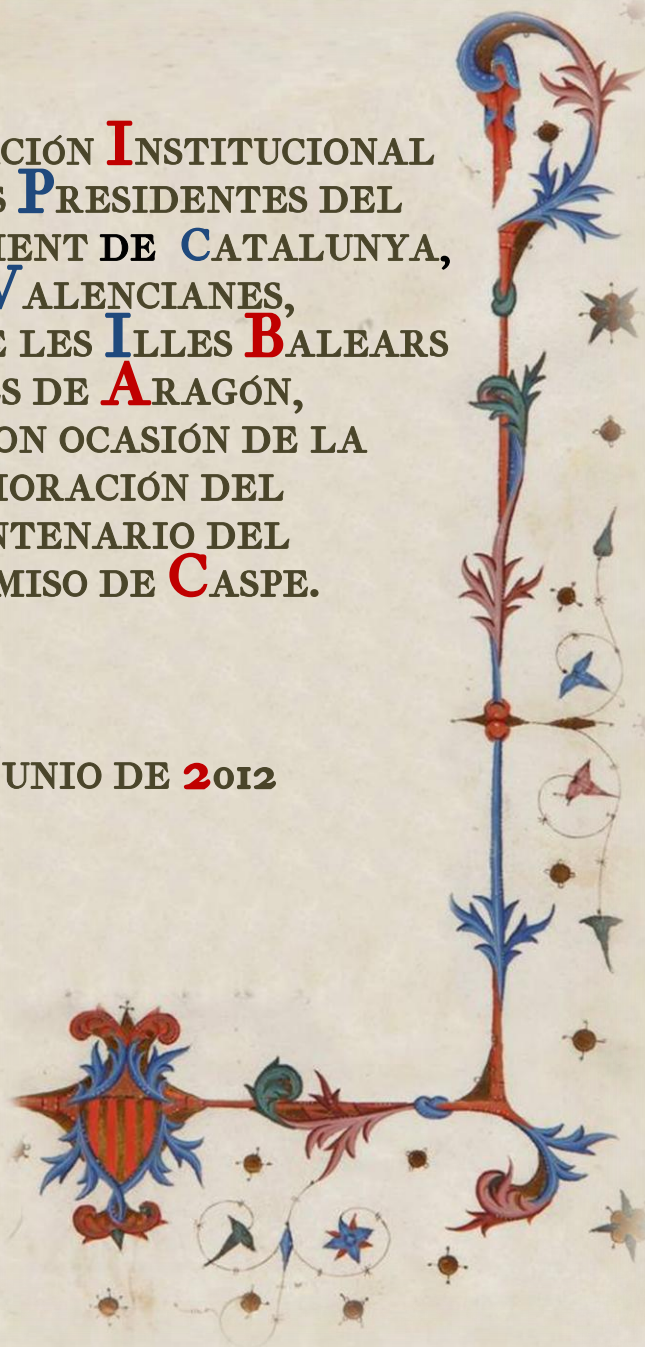 CIÓN INSTITUCIONAL
S PRESIDENTES DEL
IENT DE CATALUNYA,
VALENCIANES,
E LES ILLES BALEARS
S DE ARAGÓN,
ON OCASIÓN DE LA
ORACIÓN DEL
NTENARIO DEL
MISO DE CASPE.
UNIO DE 2012